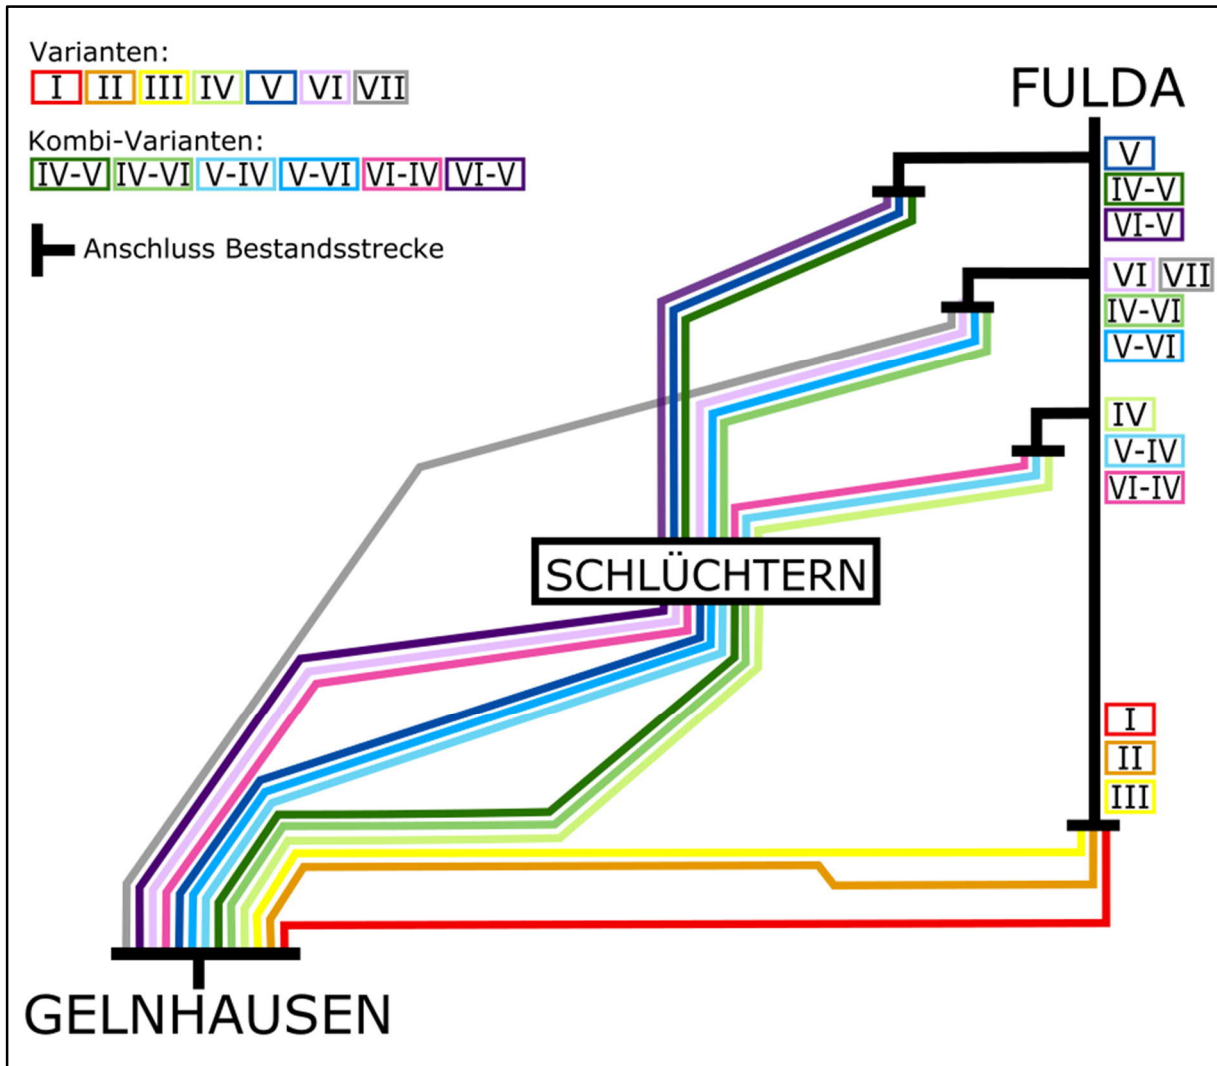 Varianten:
I II III IV V VI VII
Kombi-Varianten:
IV-V IV-VI V-IV V-VI VI-IV VI-V
Anschluss Bestandsstrecke
FULDA
V
IV-V
VI-V
VI VII
IV-VI
V-VI
IV
V-IV
VI-IV
SCHLÜCHTERN
I
II
III
GELNHAUSEN